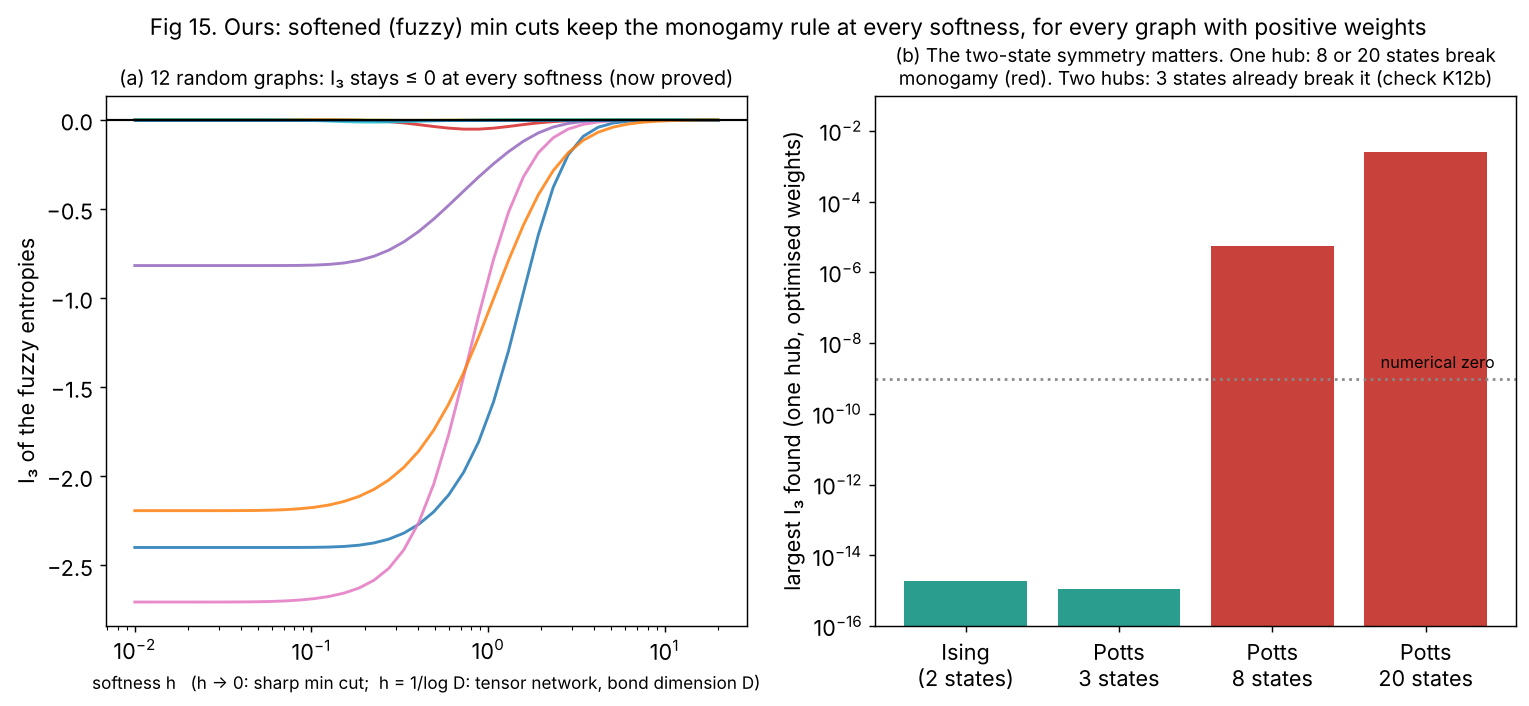 Fig 15. Ours: softened (fuzzy) min cuts keep the monogamy rule at every softness, for every graph with positive weights
(a) 12 random graphs: I₃ stays ≤ 0 at every softness (now proved)
I₃ of the fuzzy entropies
0.0
−0.5
−1.0
−1.5
−2.0
−2.5
10⁻²
10⁻¹
10⁰
10¹
softness h (h → 0: sharp min cut; h = 1/log D: tensor network, bond dimension D)
(b) The two-state symmetry matters. One hub: 8 or 20 states break
monogamy (red). Two hubs: 3 states already break it (check K12b)
largest I₃ found (one hub, optimised weights)
10⁻²
10⁻⁴
10⁻⁶
10⁻⁸
10⁻¹⁰
10⁻¹²
10⁻¹⁴
10⁻¹⁶
numerical zero
Ising
(2 states)
Potts
3 states
Potts
8 states
Potts
20 states